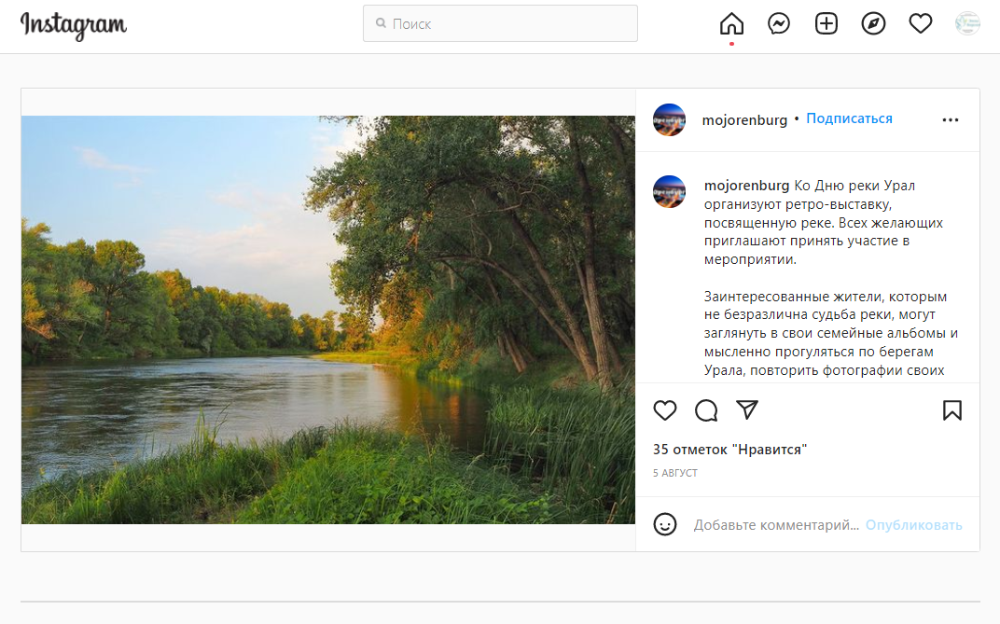 Instagram
Поиск
mojorenburg • Подписаться
mojorenburg Ко Дню реки Урал
организуют ретро-выставку,
посвященную реке. Всех желающих
приглашают принять участие в
мероприятии.
Заинтересованные жители, которым
не безразлична судьба реки, могут
заглянуть в свои семейные альбомы и
мысленно прогуляться по берегам
Урала, повторить фотографии своих
35 отметок "Нравится"
5 АВГУСТ
Добавьте комментарий... Опубликовать